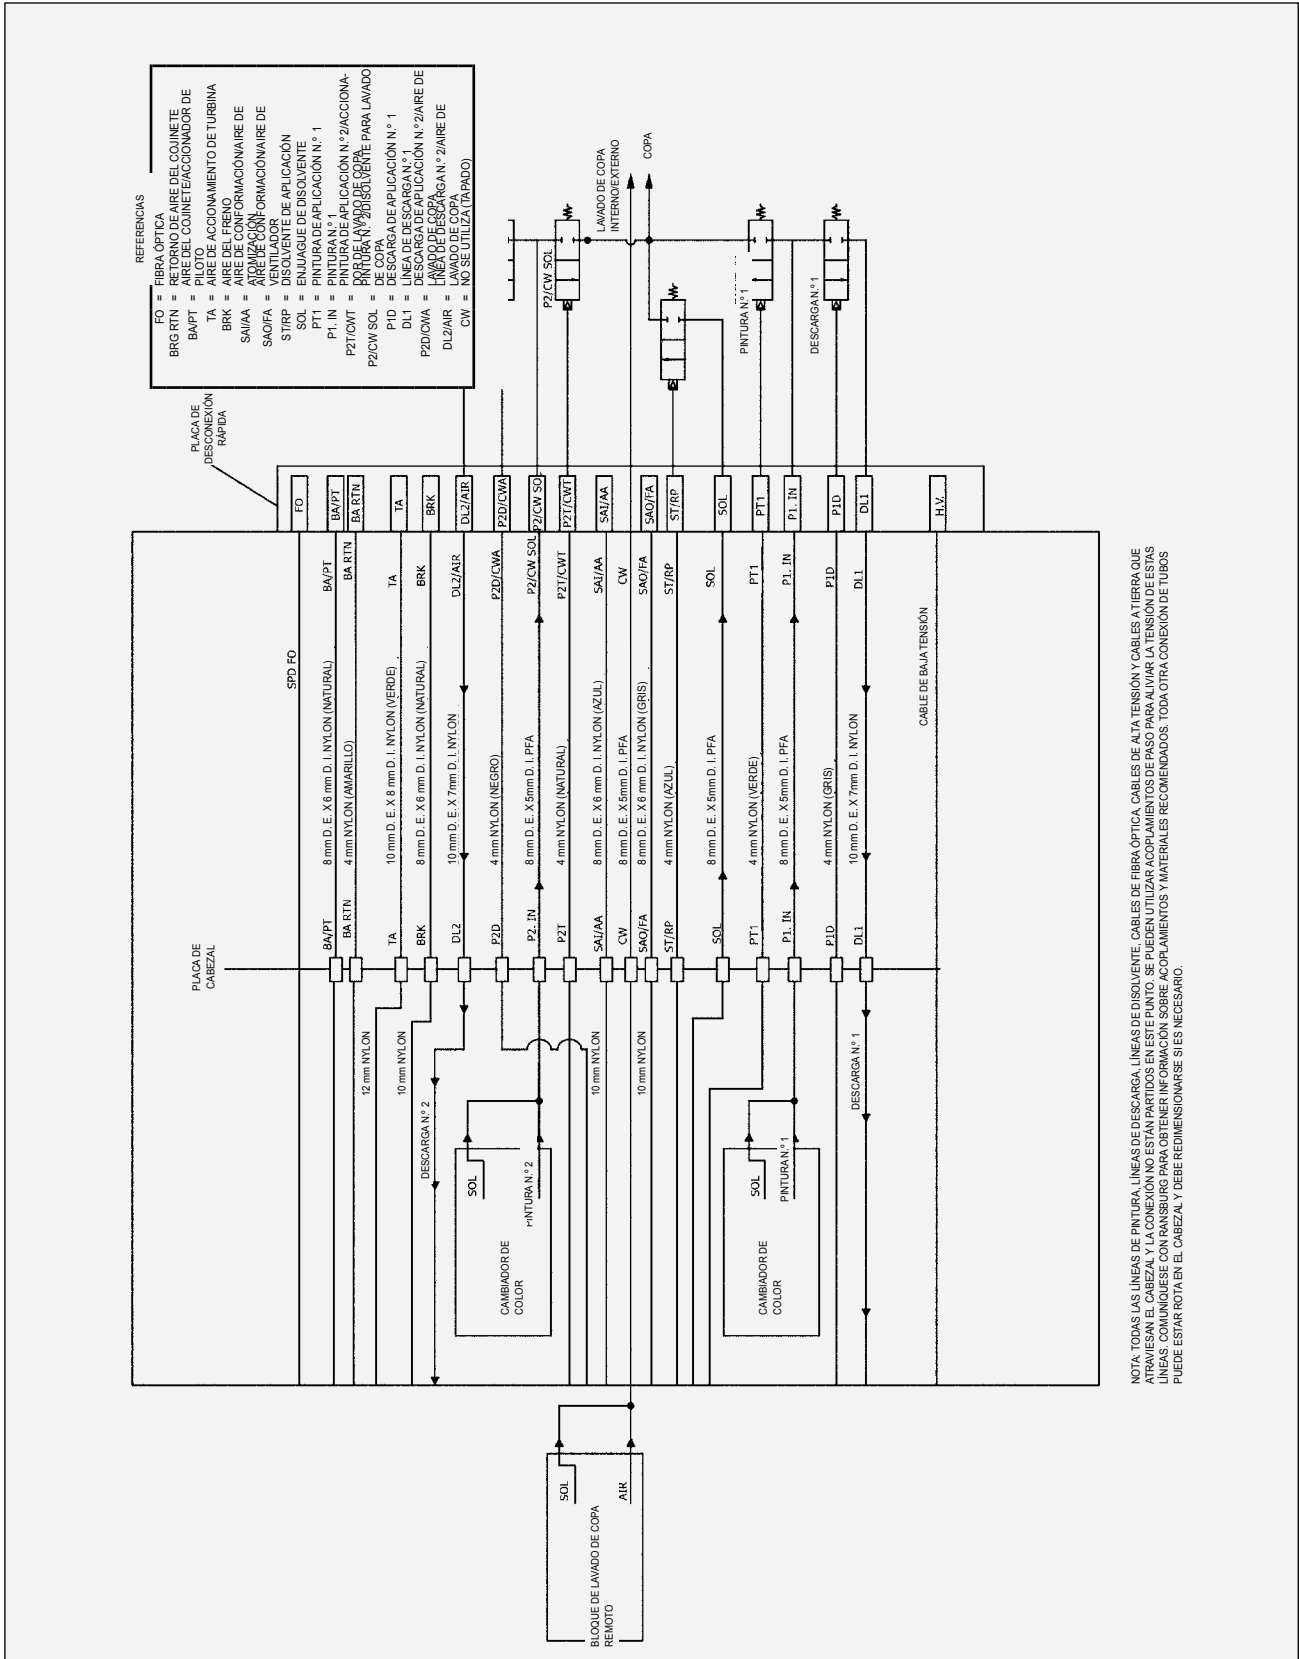 REFERENCIAS
FO = FIBRA ÓPTICA
BRG RTN = RETORNO DE AIRE DEL COJINETE
BA/PT = AIRE DEL COJINETE/ACCIONADOR DE
PILOTO
TA = AIRE DE ACCIONAMIENTO DE TURBINA
BRK = AIRE DEL FRENO
SAI/AA = AIRE DE CONFORMACIÓN/AIRE DE
ATOMIZACIÓN
SAO/FA = AIRE DE CONFORMACIÓN/AIRE DE
VENTILADOR
ST/RP = DISOLVENTE DE APLICACIÓN
SOL = ENJUAGUE DE DISOLVENTE
PT1 = PINTURA DE APLICACIÓN N.º 1
P1. IN = PINTURA N.º 1
P2T/CWT = PINTURA DE APLICACIÓN N.º 2/ACCIONA-
DOR DE LAVADO DE COPA
P2/CW SOL = PINTURA N.º 2/DISOLVENTE PARA LAVADO
DE COPA
P1D = DESCARGA DE APLICACIÓN N.º 1
DL1 = LÍNEA DE DESCARGA N.º 1
P2D/CWA = DESCARGA DE APLICACIÓN N.º 2/AIRE DE
LAVADO DE COPA
DL2/AIR = LÍNEA DE DESCARGA N.º 2/AIRE DE
LAVADO DE COPA
CW = NO SE UTILIZA (TAPADO)
LAVADO DE COPA
INTERNO/EXTERNO
COPA
P2/CW SOL
PINTURA N.º 1
DESCARGA N.º 1
PLACA DE
DESCONEXIÓN
RÁPIDA
FO
BA/PT
BA RTN
TA
BRK
DL2/AIR
P2D/CWA
P2/CW SOL
P2T/CWT
SAI/AA
SAO/FA
ST/RP
SOL
PT1
P1. IN
P1D
DL1
H.V.
SPD FO
BA/PT 8 mm D. E. X 6 mm D. I. NYLON (NATURAL) BA/PT
BA RTN 4 mm NYLON (AMARILLO) BA RTN
TA 10 mm D. E. X 8 mm D. I. NYLON (VERDE) TA
BRK 8 mm D. E. X 6 mm D. I. NYLON (NATURAL) BRK
DL2 10 mm D. E. X 7mm D. I. NYLON DL2/AIR
P2D 4 mm NYLON (NEGRO) P2D/CWA
P2. IN 8 mm D. E. X 5mm D. I. PFA P2/CW SOL
P2T 4 mm NYLON (NATURAL) P2T/CWT
SAI/AA 8 mm D. E. X 6 mm D. I. NYLON (AZUL) SAI/AA
CW 8 mm D. E. X 5mm D. I. PFA CW
SAO/FA 8 mm D. E. X 6 mm D. I. NYLON (GRIS) SAO/FA
ST/RP 4 mm NYLON (AZUL) ST/RP
SOL 8 mm D. E. X 5mm D. I. PFA SOL
PT1 4 mm NYLON (VERDE) PT1
P1. IN 8 mm D. E. X 5mm D. I. PFA P1. IN
P1D 4 mm NYLON (GRIS) P1D
DL1 10 mm D. E. X 7mm D. I. NYLON DL1
CABLE DE BAJA TENSIÓN
PLACA DE
CABEZAL
12 mm NYLON
10 mm NYLON
10 mm NYLON
10 mm NYLON
DESCARGA N.º 2
DESCARGA N.º 1
SOL
PINTURA N.º 2
CAMBIADOR DE
COLOR
SOL
PINTURA N.º 1
CAMBIADOR DE
COLOR
SOL
AIR
BLOQUE DE LAVADO DE COPA
REMOTO
NOTA: TODAS LAS LÍNEAS DE PINTURA, LÍNEAS DE DESCARGA, LÍNEAS DE DISOLVENTE, CABLES DE FIBRA ÓPTICA, CABLES DE ALTA TENSIÓN Y CABLES A TIERRA QUE
ATRAVIESAN EL CABEZAL Y LA CONEXIÓN NO ESTÁN PARTIDOS EN ESTE PUNTO. SE PUEDEN UTILIZAR ACOPLAMIENTOS DE PASO PARA ALIVIAR LA TENSIÓN DE ESTAS
LÍNEAS. COMUNÍQUESE CON RANSBURG PARA OBTENER INFORMACIÓN SOBRE ACOPLAMIENTOS Y MATERIALES RECOMENDADOS. TODA OTRA CONEXIÓN DE TUBOS
PUEDE ESTAR ROTA EN EL CABEZAL Y DEBE REDIMENSIONARSE SI ES NECESARIO.